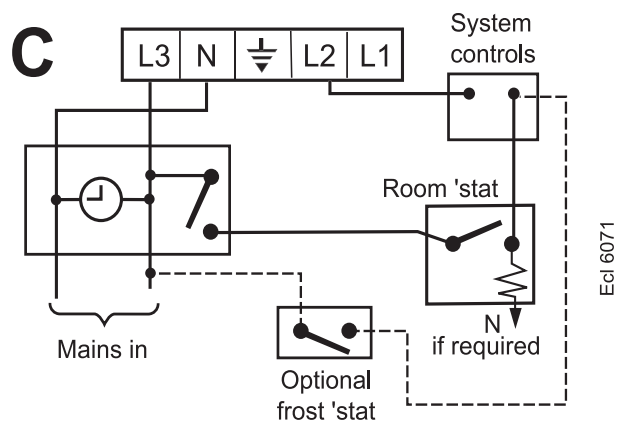 C
L3 N L2 L1
System
controls
Room 'stat
Ecl 6071
N
if required
Mains in
Optional
frost 'stat